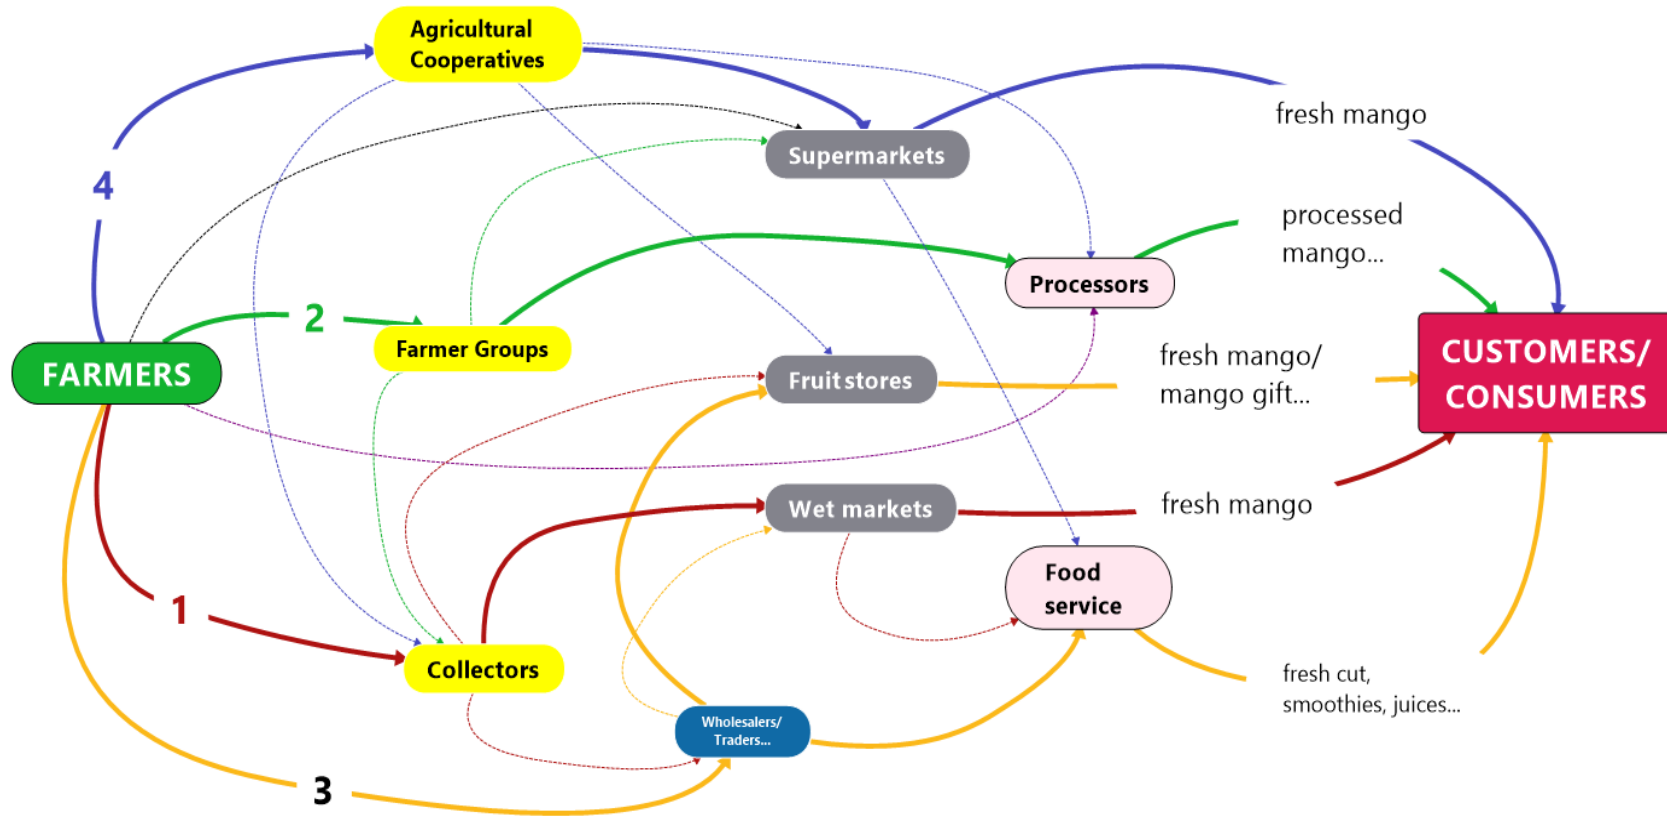 Agricultural
Cooperatives
fresh mango
Supermarkets
4
processed
mango...
Processors
2
Farmer Groups
FARMERS
fresh mango/
mango gift...
Fruit stores
CUSTOMERS/
CONSUMERS
Wet markets
fresh mango
Food
service
1
Collectors
fresh cut,
smoothies, juices...
Wholesalers/
Traders...
3